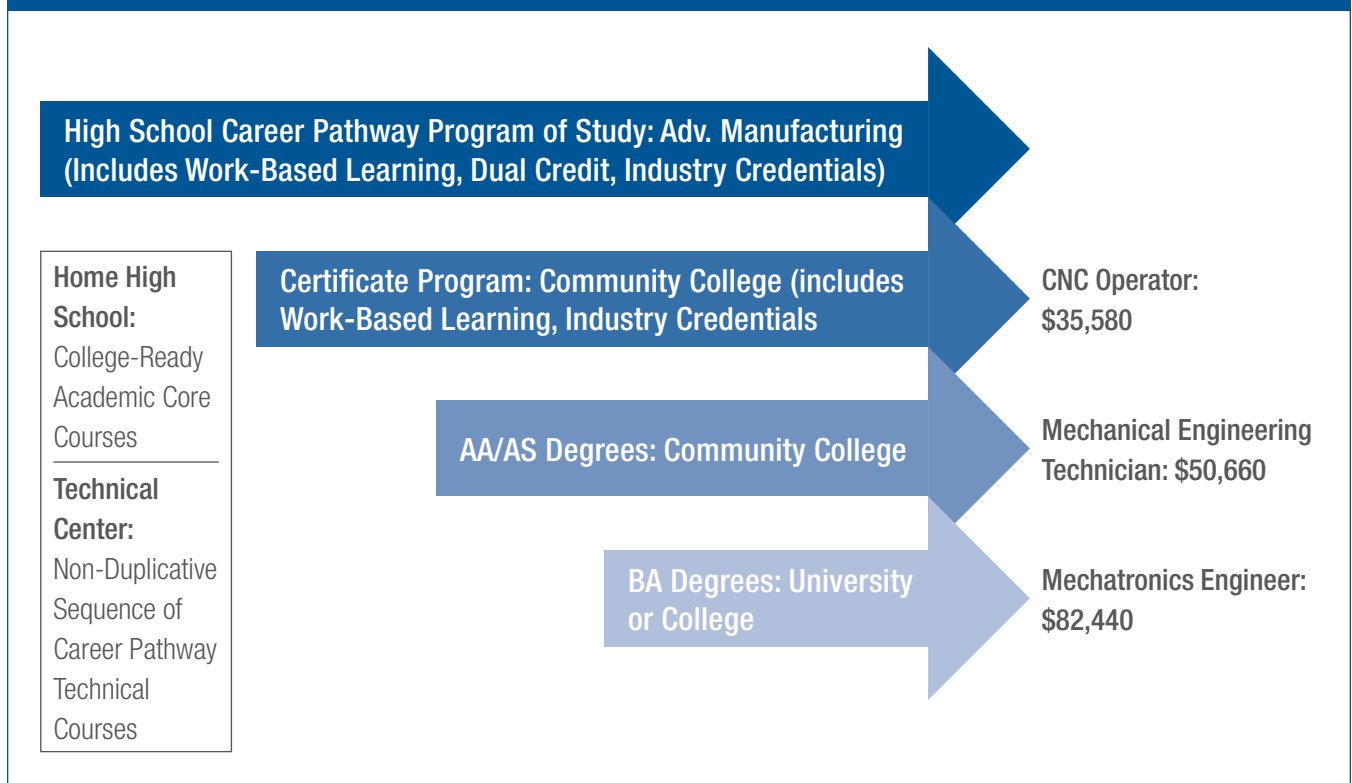 High School Career Pathway Program of Study: Adv. Manufacturing
(Includes Work-Based Learning, Dual Credit, Industry Credentials)
Home High
School:
College-Ready
Academic Core
Courses
Technical
Center:
Non-Duplicative
Sequence of
Career Pathway
Technical
Courses
Certificate Program: Community College (includes
Work-Based Learning, Industry Credentials
CNC Operator:
$35,580
AA/AS Degrees: Community College
Mechanical Engineering
Technician: $50,660
BA Degrees: University
or College
Mechatronics Engineer:
$82,440